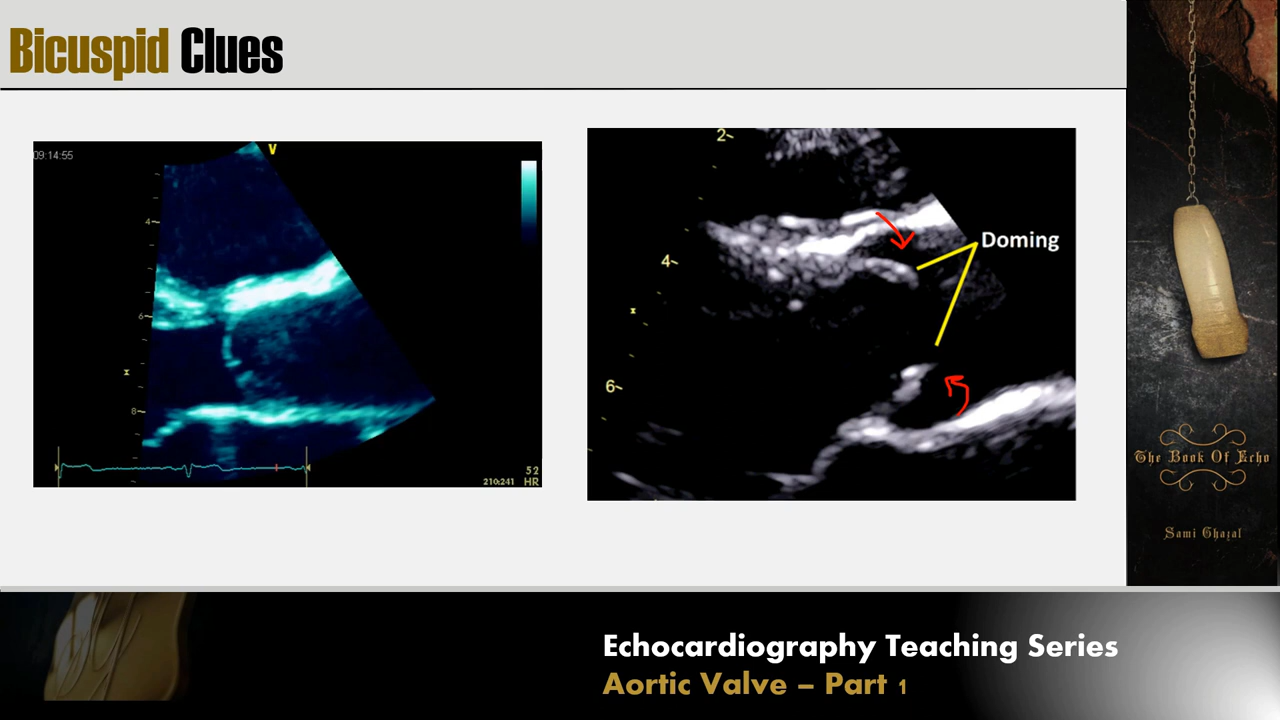 Bicuspid Clues
09:14:55
V
4
6
8
52
HR
210:241
2
4
6
Doming
The Book Of Echo
Sami Ghazal
Echocardiography Teaching Series
Aortic Valve – Part 1